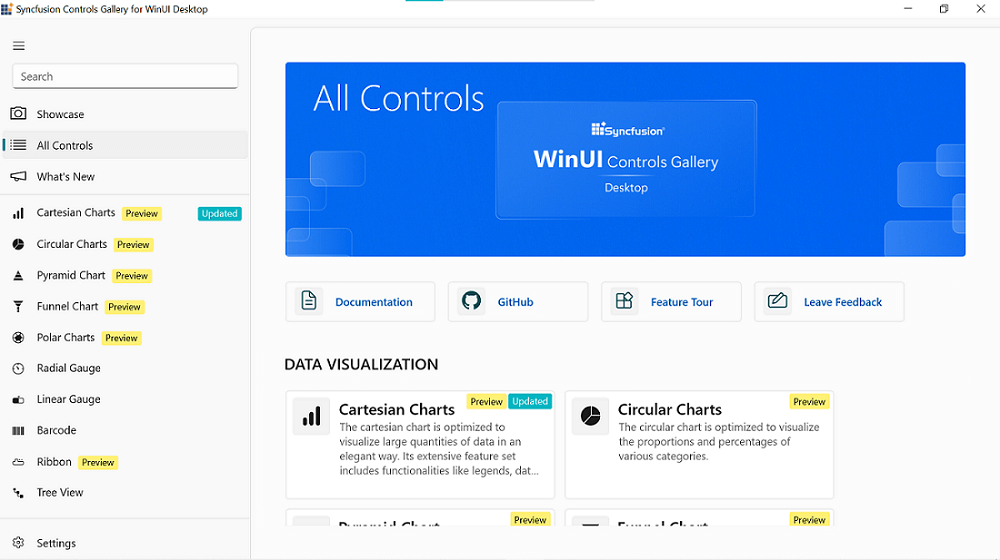 Syncfusion Controls Gallery for WinUI Desktop
Search
Showcase
All Controls
What's New
Cartesian Charts Preview Updated
Circular Charts Preview
Pyramid Chart Preview
Funnel Chart Preview
Polar Charts Preview
Radial Gauge
Linear Gauge
Barcode
Ribbon Preview
Tree View
Settings
All Controls
Syncfusion®
WinUI Controls Gallery
Desktop
Documentation
GitHub
Feature Tour
Leave Feedback
DATA VISUALIZATION
Cartesian Charts Preview Updated
The cartesian chart is optimized to
visualize large quantities of data in an
elegant way. Its extensive feature set
includes functionalities like legends, dat...
Circular Charts Preview
The circular chart is optimized to visualize
the proportions and percentages of
various categories.
Pyramid Chart Preview
Funnel Chart Preview